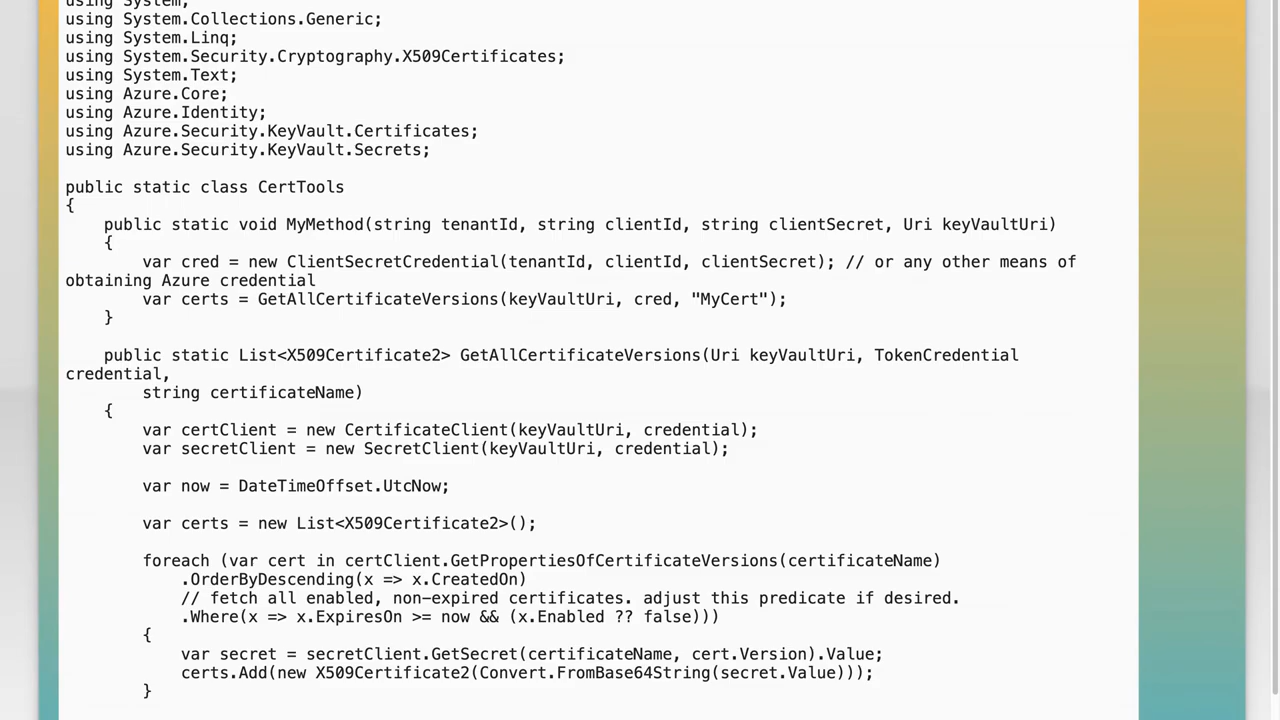 using System;
using System.Collections.Generic;
using System.Linq;
using System.Security.Cryptography.X509Certificates;
using System.Text;
using Azure.Core;
using Azure.Identity;
using Azure.Security.KeyVault.Certificates;
using Azure.Security.KeyVault.Secrets;

public static class CertTools
{
    public static void MyMethod(string tenantId, string clientId, string clientSecret, Uri keyVaultUri)
    {
        var cred = new ClientSecretCredential(tenantId, clientId, clientSecret); // or any other means of
obtaining Azure credential
        var certs = GetAllCertificateVersions(keyVaultUri, cred, "MyCert");
    }

    public static List<X509Certificate2> GetAllCertificateVersions(Uri keyVaultUri, TokenCredential
credential,
        string certificateName)
    {
        var certClient = new CertificateClient(keyVaultUri, credential);
        var secretClient = new SecretClient(keyVaultUri, credential);

        var now = DateTimeOffset.UtcNow;

        var certs = new List<X509Certificate2>();

        foreach (var cert in certClient.GetPropertiesOfCertificateVersions(certificateName)
            .OrderByDescending(x => x.CreatedOn)
            // fetch all enabled, non-expired certificates. adjust this predicate if desired.
            .Where(x => x.ExpiresOn >= now && (x.Enabled ?? false)))
        {
            var secret = secretClient.GetSecret(certificateName, cert.Version).Value;
            certs.Add(new X509Certificate2(Convert.FromBase64String(secret.Value)));
        }